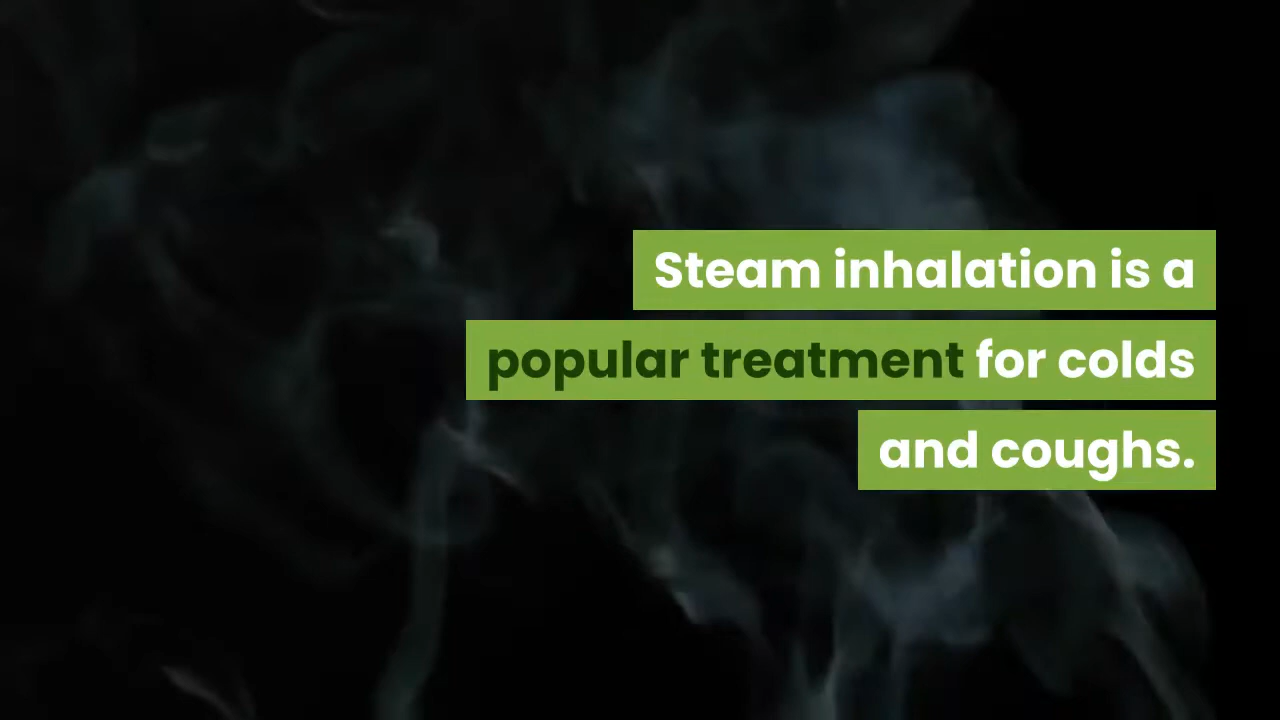 Steam inhalation is a
popular treatment for colds
and coughs.